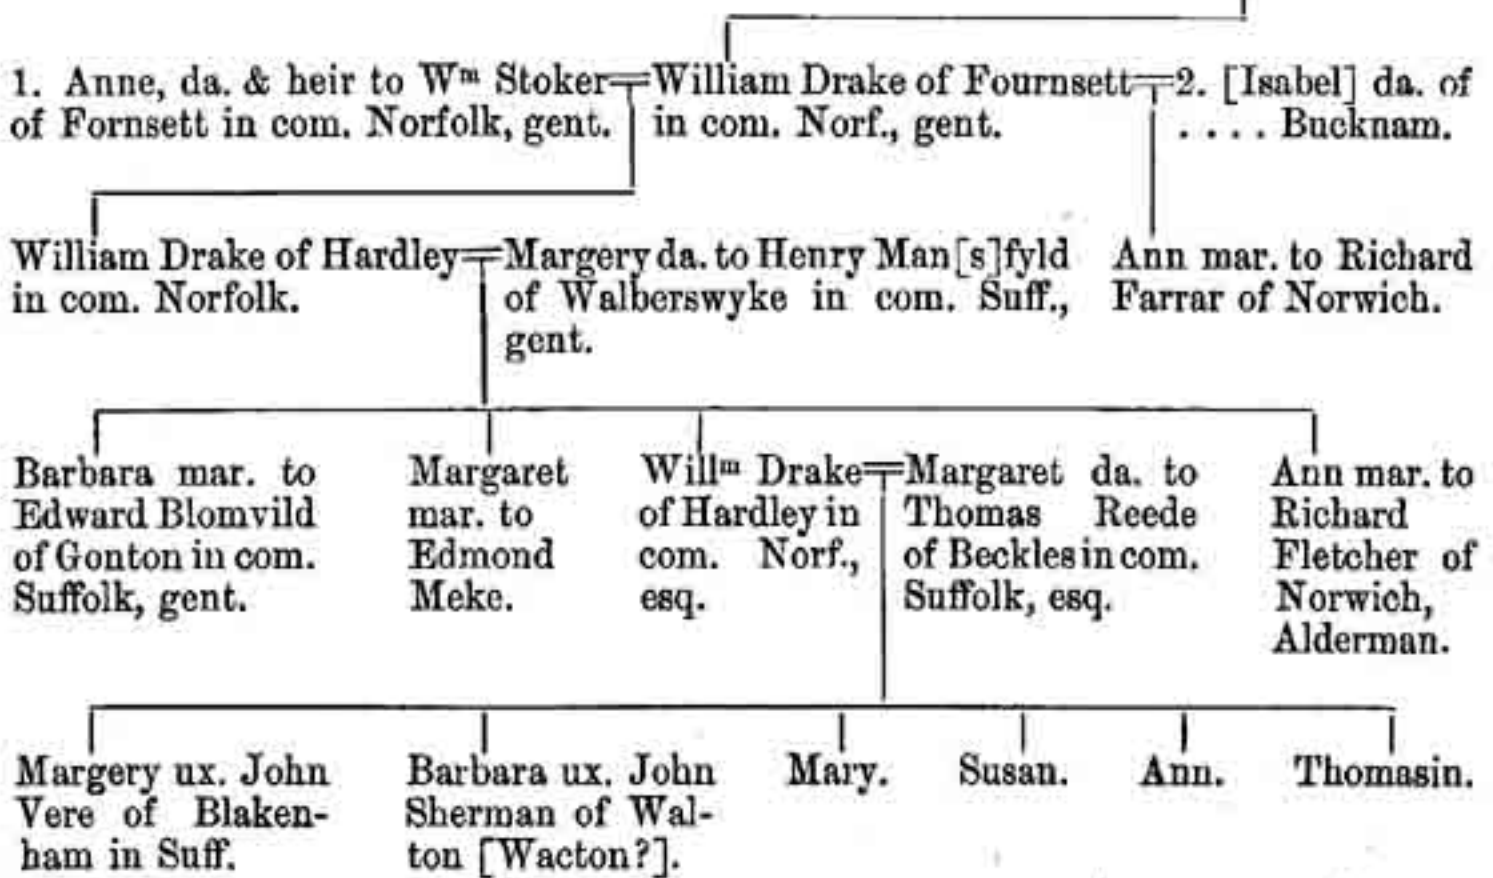 1. Anne, da. & heir to Wᵐ Stoker
of Fornsett in com. Norfolk, gent.
William Drake of Fournsett
in com. Norf., gent.
2. [Isabel] da. of
. . . . Bucknam.
William Drake of Hardley
in com. Norfolk.
Margery da. to Henry Man[s]fyld
of Walberswyke in com. Suff.,
gent.
Ann mar. to Richard
Farrar of Norwich.
Barbara mar. to
Edward Blomvild
of Gonton in com.
Suffolk, gent.
Margaret
mar. to
Edmond
Meke.
Willᵐ Drake
of Hardley in
com. Norf.,
esq.
Margaret da. to
Thomas Reede
of Beckles in com.
Suffolk, esq.
Ann mar. to
Richard
Fletcher of
Norwich,
Alderman.
Margery ux. John
Vere of Blaken-
ham in Suff.
Barbara ux. John
Sherman of Wal-
ton [Wacton?].
Mary.
Susan.
Ann.
Thomasin.